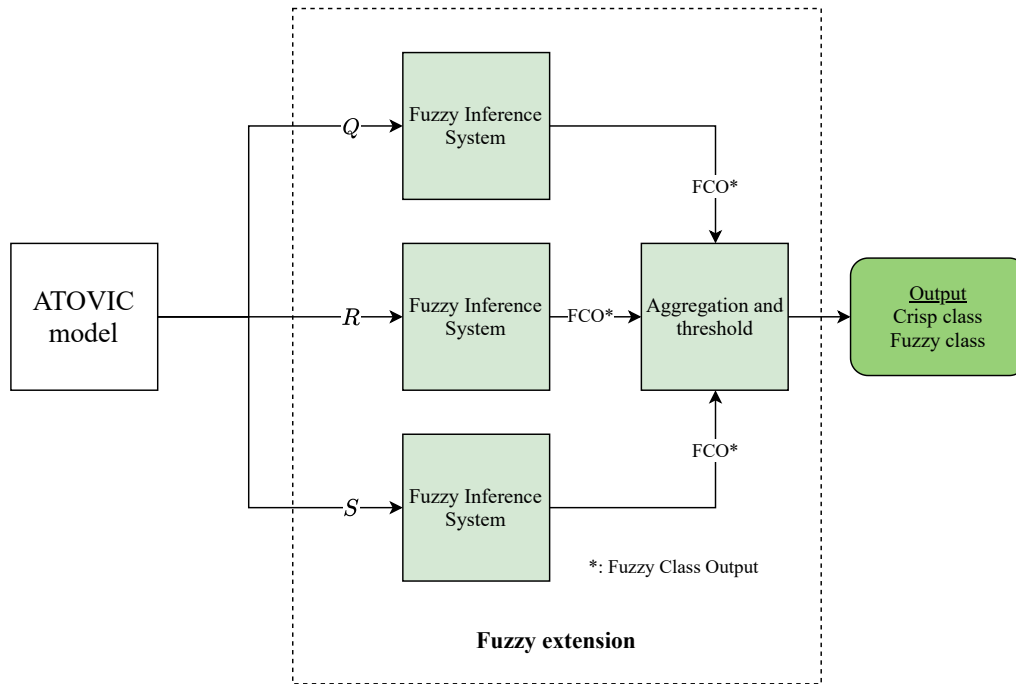 Fuzzy Inference
System
Q
FCO*
ATOVIC
model
R
Fuzzy Inference
System
FCO*
Aggregation and
threshold
Output
Crisp class
Fuzzy class
S
Fuzzy Inference
System
FCO*
*: Fuzzy Class Output
Fuzzy extension